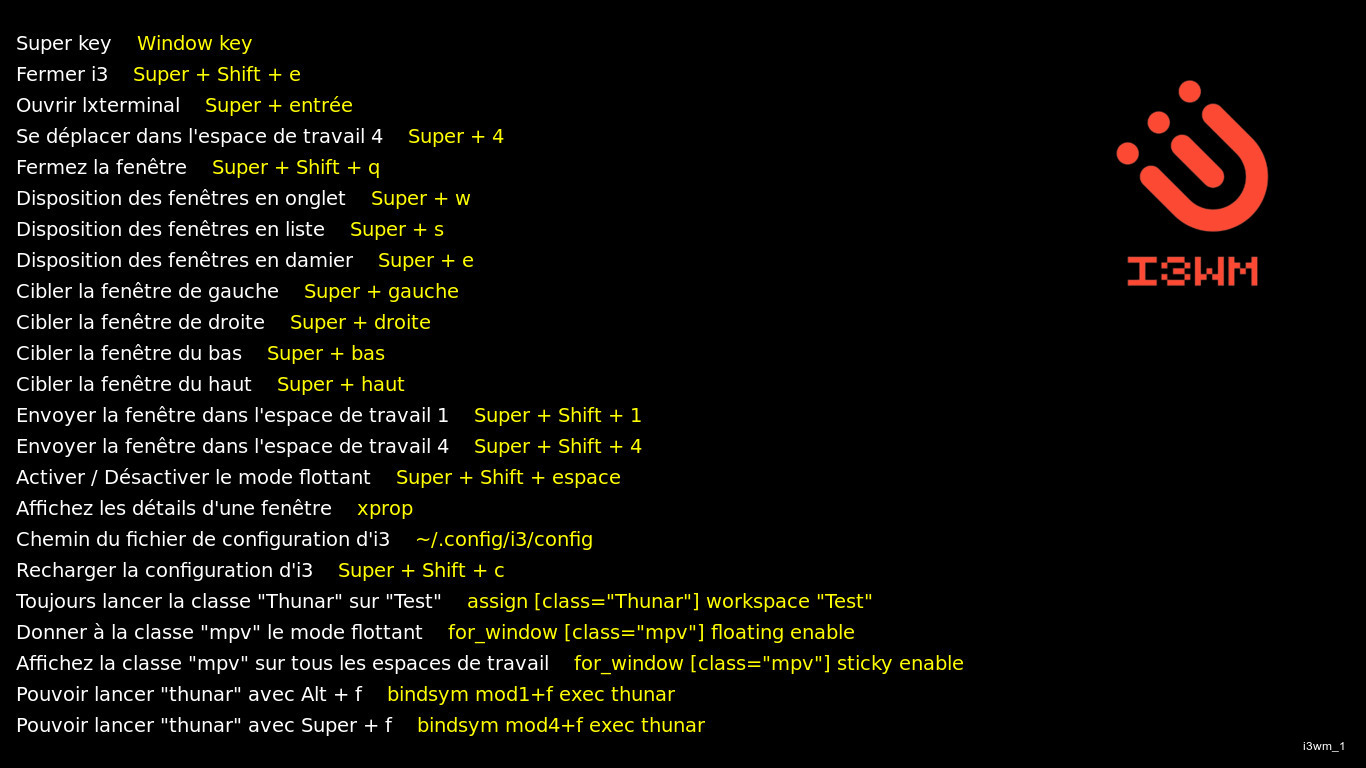 Super key Window key
Fermer i3 Super + Shift + e
Ouvrir lxterminal Super + entrée
Se déplacer dans l'espace de travail 4 Super + 4
Fermez la fenêtre Super + Shift + q
Disposition des fenêtres en onglet Super + w
Disposition des fenêtres en liste Super + s
Disposition des fenêtres en damier Super + e
Cibler la fenêtre de gauche Super + gauche
Cibler la fenêtre de droite Super + droite
Cibler la fenêtre du bas Super + bas
Cibler la fenêtre du haut Super + haut
Envoyer la fenêtre dans l'espace de travail 1 Super + Shift + 1
Envoyer la fenêtre dans l'espace de travail 4 Super + Shift + 4
Activer / Désactiver le mode flottant Super + Shift + espace
Affichez les détails d'une fenêtre xprop
Chemin du fichier de configuration d'i3 ~/.config/i3/config
Recharger la configuration d'i3 Super + Shift + c
Toujours lancer la classe "Thunar" sur "Test" assign [class="Thunar"] workspace "Test"
Donner à la classe "mpv" le mode flottant for_window [class="mpv"] floating enable
Affichez la classe "mpv" sur tous les espaces de travail for_window [class="mpv"] sticky enable
Pouvoir lancer "thunar" avec Alt + f bindsym mod1+f exec thunar
Pouvoir lancer "thunar" avec Super + f bindsym mod4+f exec thunar
I3WM
i3wm_1